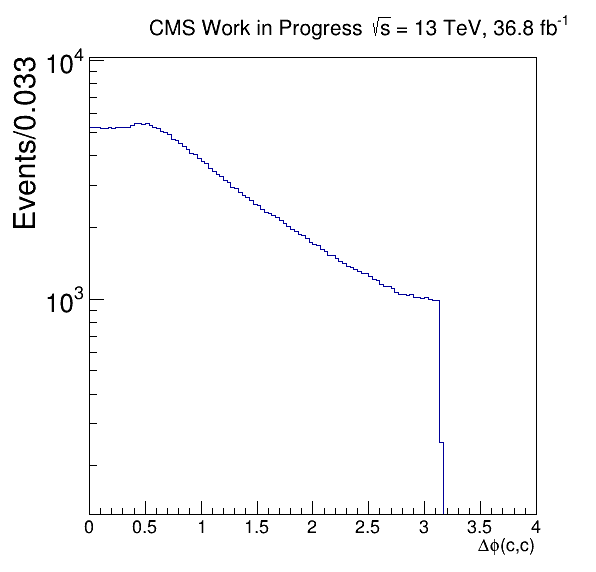 CMS Work in Progress √s = 13 TeV, 36.8 fb⁻¹
Events/0.033
10⁴
10³
0 0.5 1 1.5 2 2.5 3 3.5 4
Δϕ(c,c)